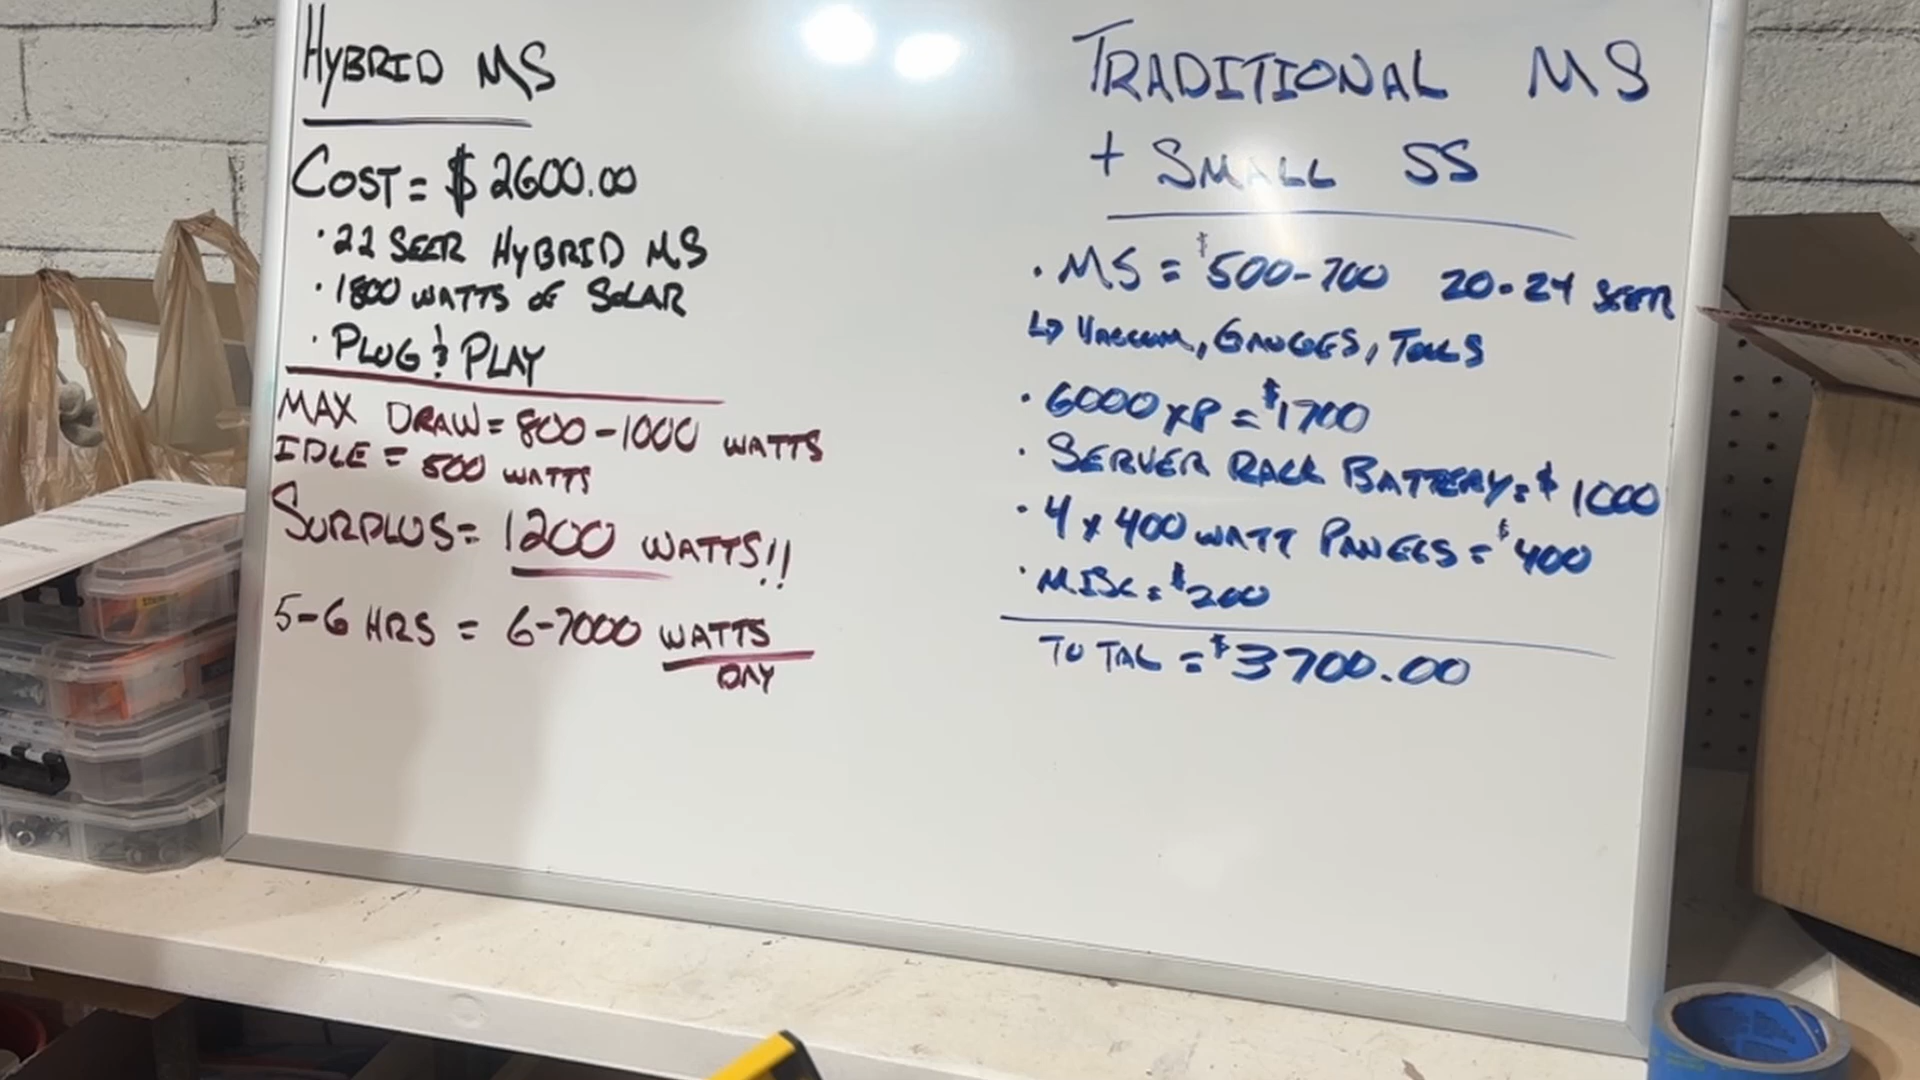 HYBRID MS
COST = $2600.00
· 22 SEER HYBRID MS
· 1800 WATTS OF SOLAR
· PLUG & PLAY
MAX DRAW = 800-1000 WATTS
IDLE = 500 WATTS
SURPLUS = 1200 WATTS!!
5-6 HRS = 6-7000 WATTS
DAY
TRADITIONAL MS
+ SMALL SS
· MS = $500-700 20-24 SEER
↳ VACCUM, GAUGES, TOOLS
· 6000XP = $1700
· SERVER RACK BATTERY = $1000
· 4 x 400 WATT PANELS = $400
· MISC = $200
TOTAL = $3700.00